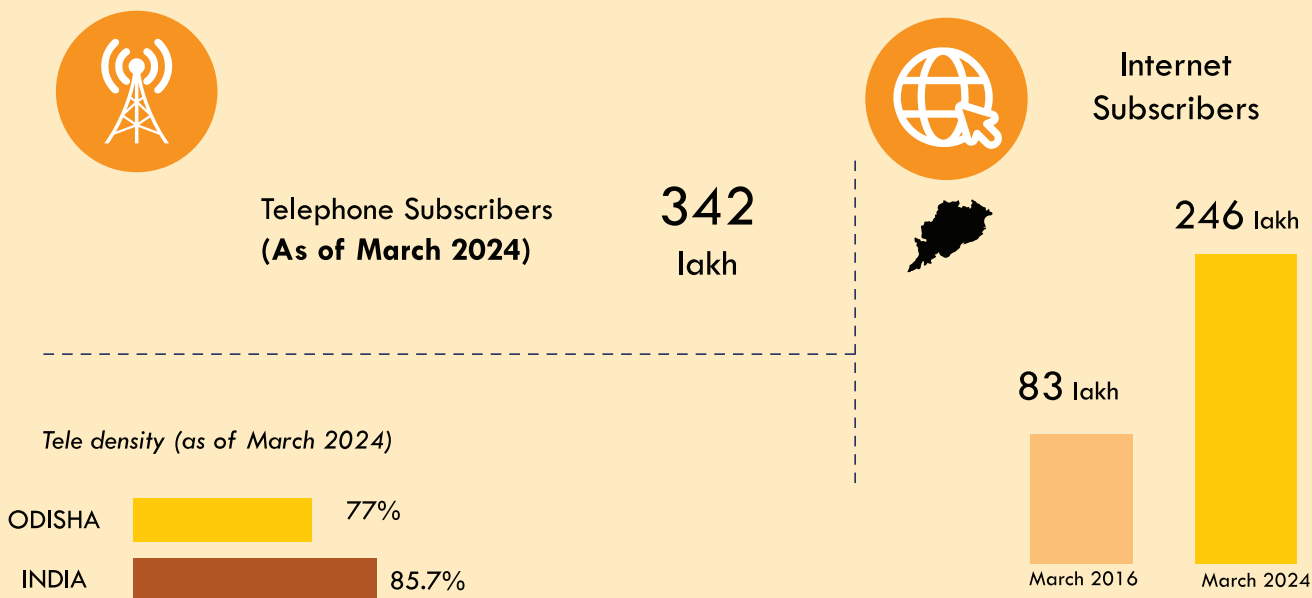 Telephone Subscribers
(As of March 2024)
342
lakh
Tele density (as of March 2024)
ODISHA
77%
INDIA
85.7%
Internet
Subscribers
246 lakh
83 lakh
March 2016
March 2024